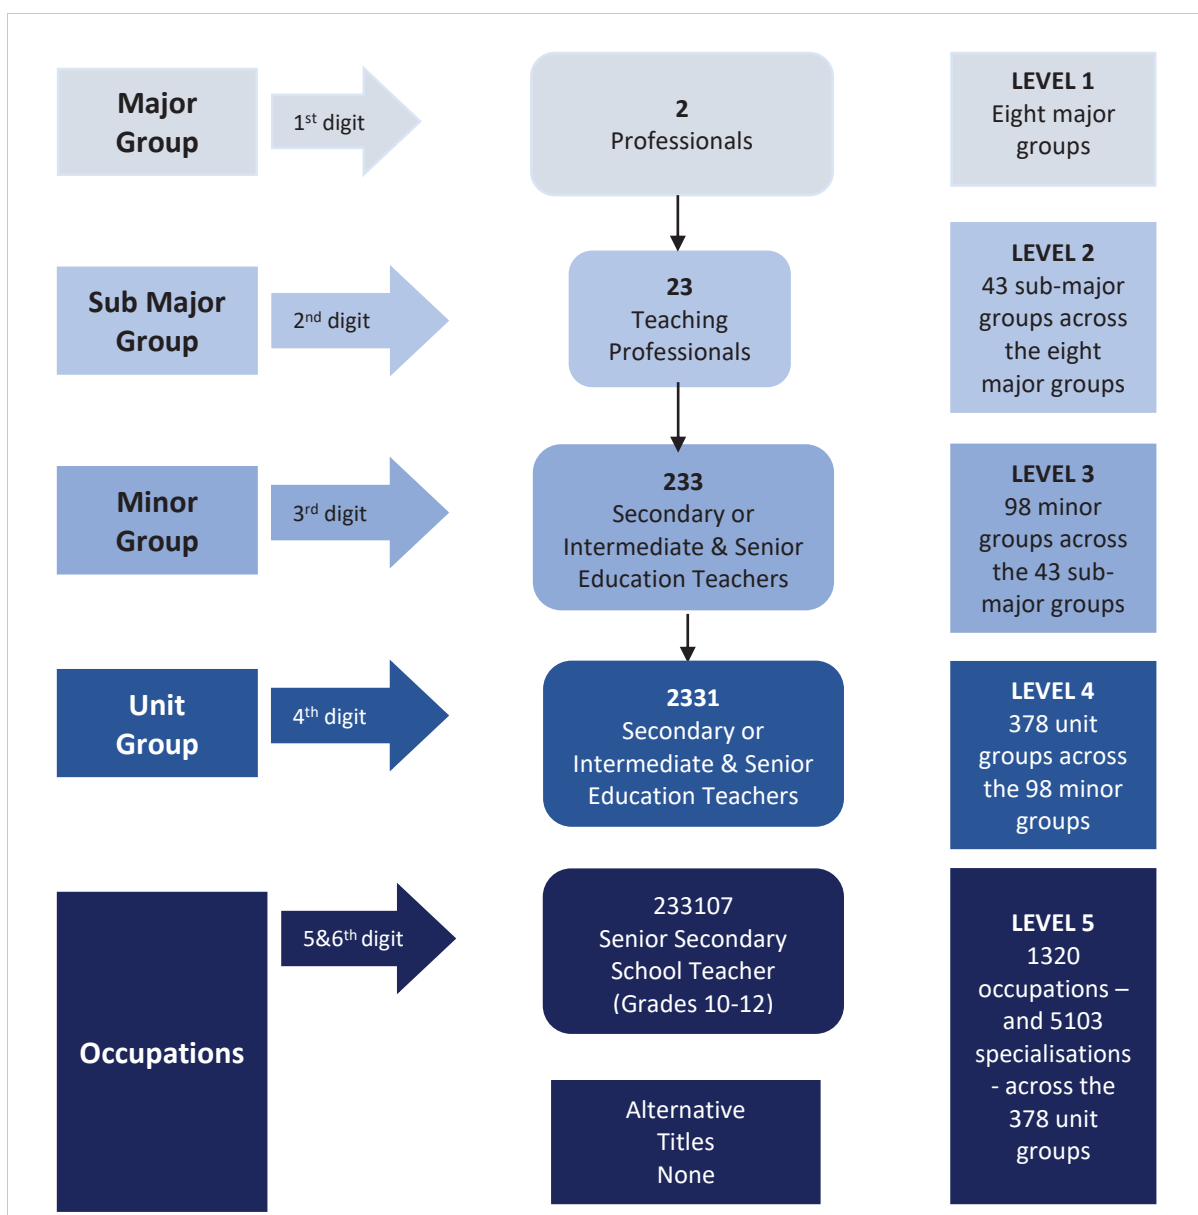 Major
Group
1st digit
2
Professionals
LEVEL 1
Eight major
groups
Sub Major
Group
2nd digit
23
Teaching
Professionals
LEVEL 2
43 sub-major
groups across
the eight
major groups
Minor
Group
3rd digit
233
Secondary or
Intermediate & Senior
Education Teachers
LEVEL 3
98 minor
groups across
the 43 sub-
major groups
Unit
Group
4th digit
2331
Secondary or
Intermediate & Senior
Education Teachers
LEVEL 4
378 unit
groups across
the 98 minor
groups
Occupations
5&6th digit
233107
Senior Secondary
School Teacher
(Grades 10-12)
Alternative
Titles
None
LEVEL 5
1320
occupations –
and 5103
specialisations
- across the
378 unit
groups